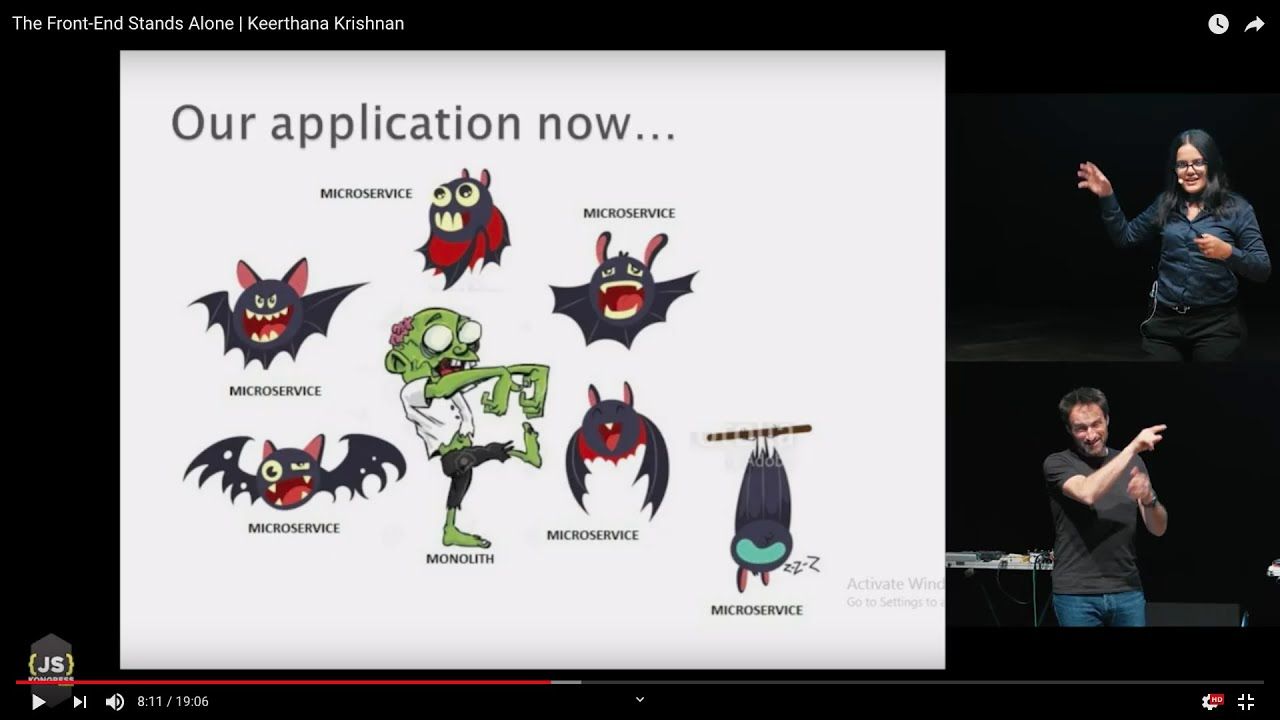 The Front-End Stands Alone | Keerthana Krishnan
Our application now...
MICROSERVICE
MICROSERVICE
MICROSERVICE
MICROSERVICE
MONOLITH
MICROSERVICE
z-z-z
MICROSERVICE
Activate Wind
Go to Settings to a
{JS}
KONGRESS
8:11 / 19:06
HD